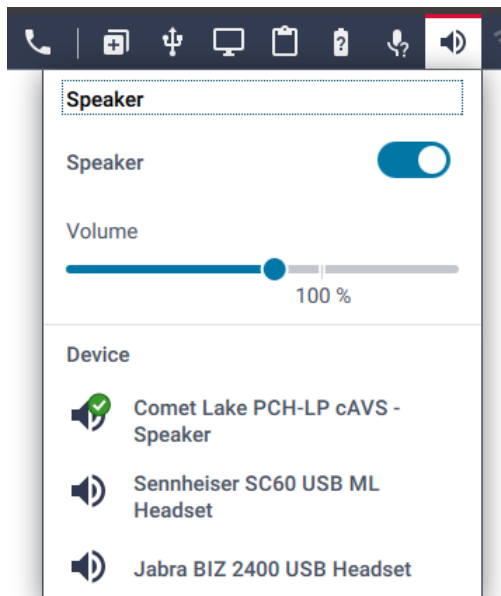 Speaker
Speaker
Volume
100 %
Device
Comet Lake PCH-LP cAVS -
Speaker
Sennheiser SC60 USB ML
Headset
Jabra BIZ 2400 USB Headset